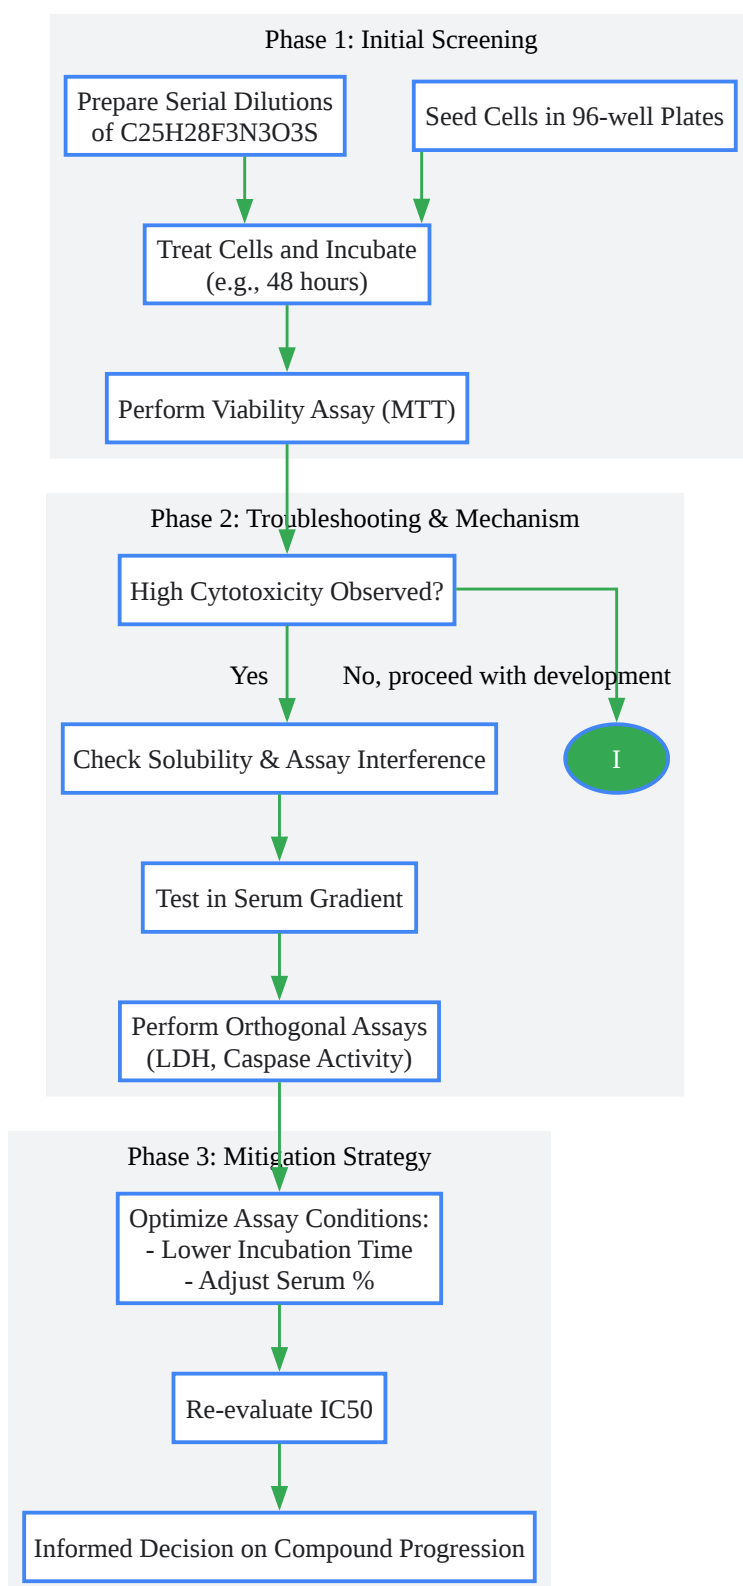 Phase 1: Initial Screening
Prepare Serial Dilutions
of C25H28F3N3O3S
Seed Cells in 96-well Plates
Treat Cells and Incubate
(e.g., 48 hours)
Perform Viability Assay (MTT)
Phase 2: Troubleshooting & Mechanism
High Cytotoxicity Observed?
Yes
No, proceed with development
Check Solubility & Assay Interference
I
Test in Serum Gradient
Perform Orthogonal Assays
(LDH, Caspase Activity)
Phase 3: Mitigation Strategy
Optimize Assay Conditions:
- Lower Incubation Time
- Adjust Serum %
Re-evaluate IC50
Informed Decision on Compound Progression